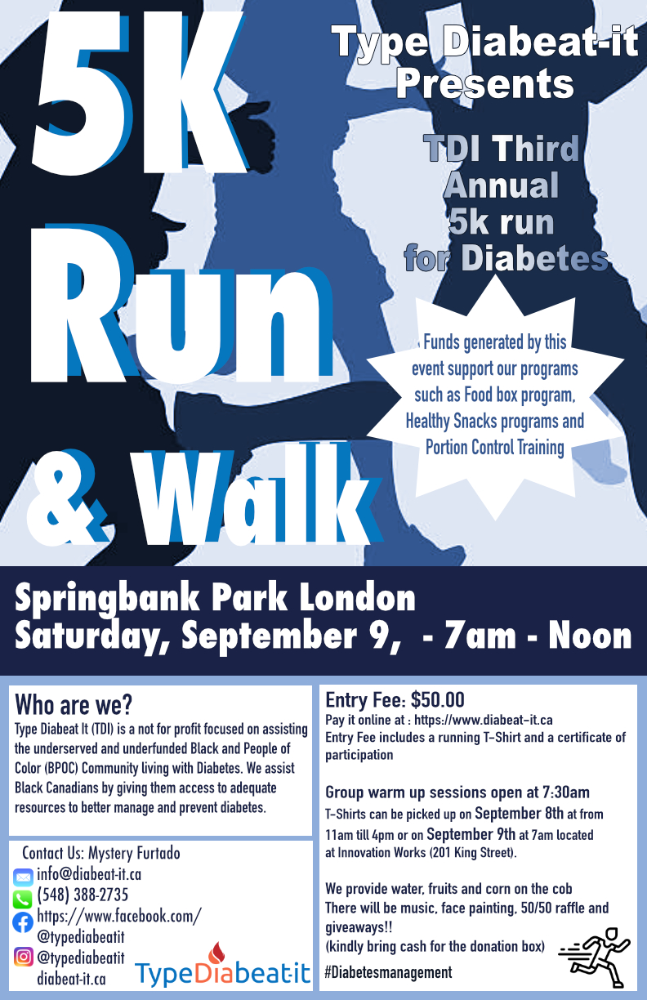 5K
Run
& Walk
Type Diabeat-it
Presents
TDI Third
Annual
5k run
for Diabetes
Funds generated by this
event support our programs
such as Food box program,
Healthy Snacks programs and
Portion Control Training
Springbank Park London
Saturday, September 9,  - 7am - Noon
Who are we?
Type Diabeat It (TDI) is a not for profit focused on assisting
the underserved and underfunded Black and People of
Color (BPOC) Community living with Diabetes. We assist
Black Canadians by giving them access to adequate
resources to better manage and prevent diabetes.
Contact Us: Mystery Furtado
info@diabeat-it.ca
(548) 388-2735
https://www.facebook.com/
@typediabeatit
@typediabeatit
diabeat-it.ca
TypeDiabeat-it
Entry Fee: $50.00
Pay it online at : https://www.diabeat-it.ca
Entry Fee includes a running T-Shirt and a certificate of
participation
Group warm up sessions open at 7:30am
T-Shirts can be picked up on September 8th at from
11am till 4pm or on September 9th at 7am located
at Innovation Works (201 King Street).
We provide water, fruits and corn on the cob
There will be music, face painting, 50/50 raffle and
giveaways!!
(kindly bring cash for the donation box)
#Diabetesmanagement